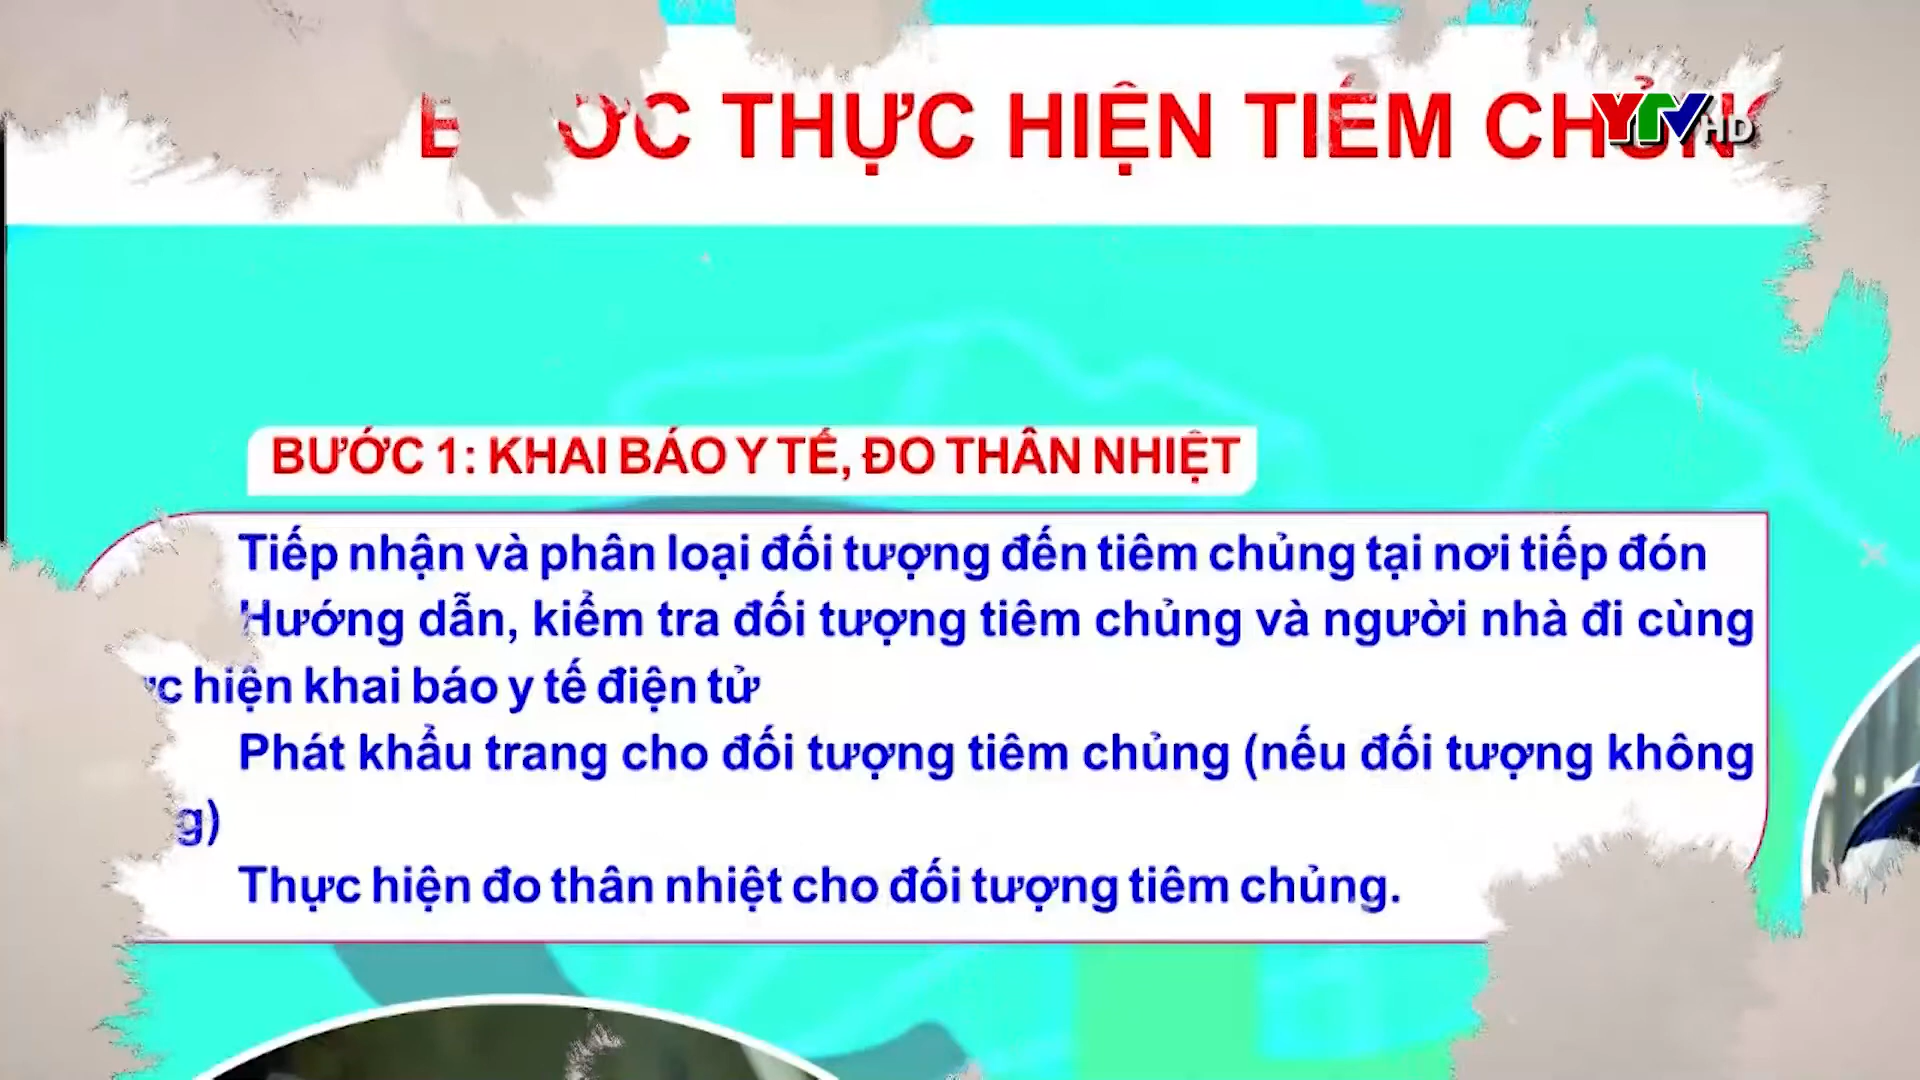 THỰC HIỆN TIÊM
YTV HD
BƯỚC 1: KHAI BÁO Y TẾ, ĐO THÂN NHIỆT
Tiếp nhận và phân loại đối tượng đến tiêm chủng tại nơi tiếp đón
Hướng dẫn, kiểm tra đối tượng tiêm chủng và người nhà đi cùng
hiện khai báo y tế điện tử
Phát khẩu trang cho đối tượng tiêm chủng (nếu đối tượng không
g)
Thực hiện đo thân nhiệt cho đối tượng tiêm chủng.